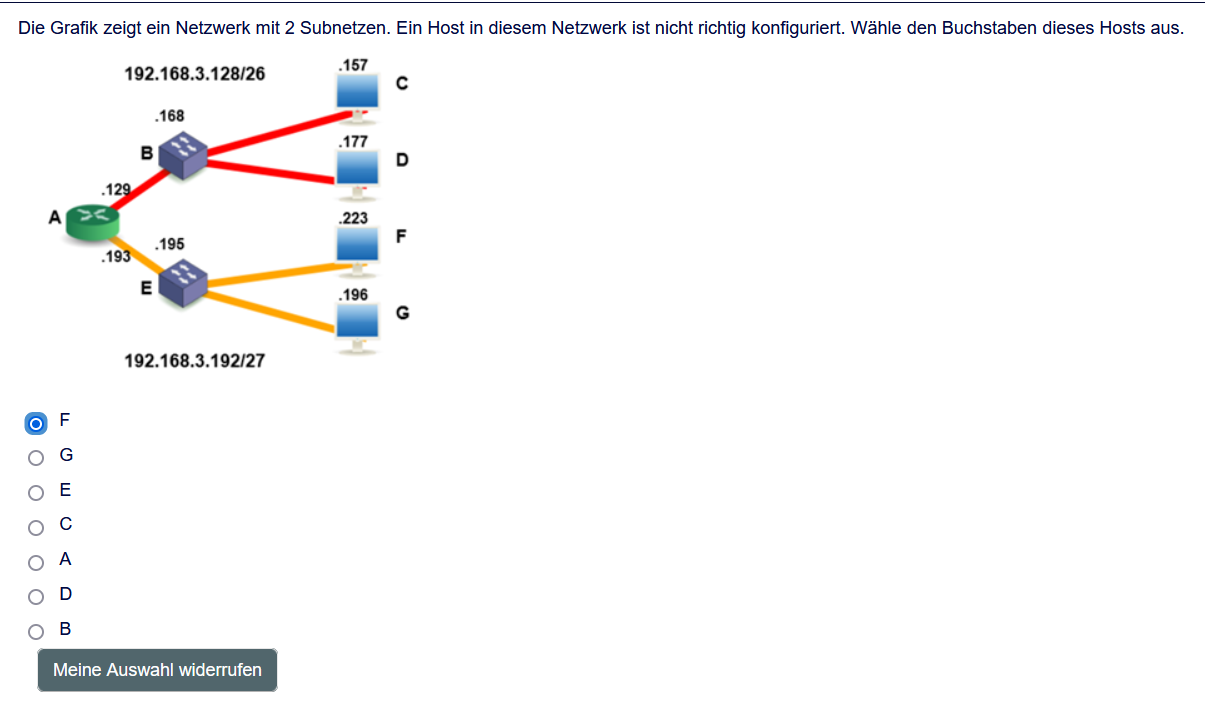 Die Grafik zeigt ein Netzwerk mit 2 Subnetzen. Ein Host in diesem Netzwerk ist nicht richtig konfiguriert. Wähle den Buchstaben dieses Hosts aus.
192.168.3.128/26
.157
C
.168
B
.177
D
.129
A
.223
F
.195
.193
E
.196
G
192.168.3.192/27
F
G
E
C
A
D
B
Meine Auswahl widerrufen